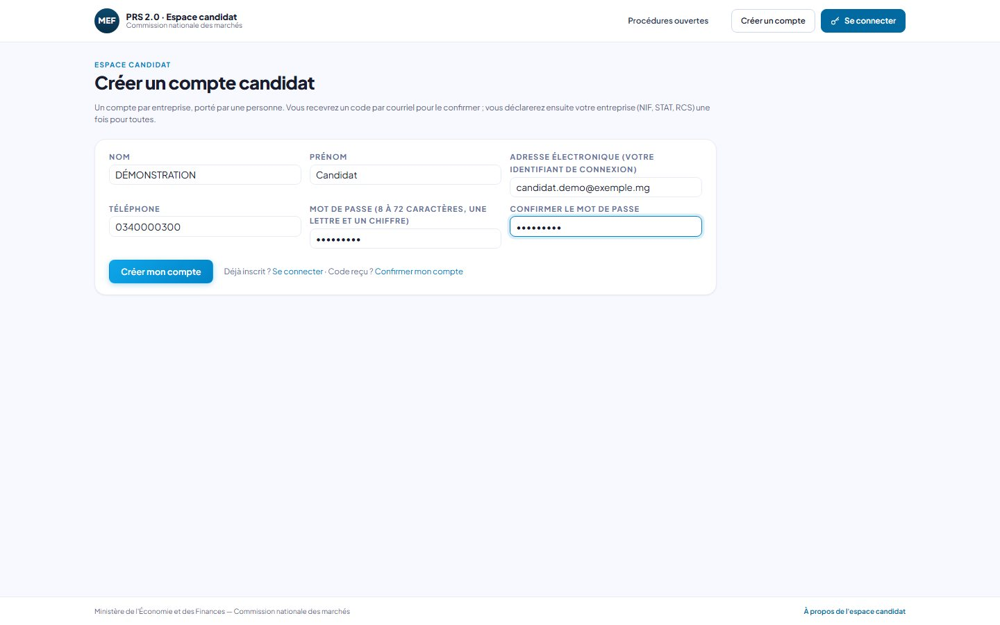 MEF
PRS 2.0 · Espace candidat
Commission nationale des marchés
Procédures ouvertes
Créer un compte
Se connecter
ESPACE CANDIDAT
Créer un compte candidat
Un compte par entreprise, porté par une personne. Vous recevrez un code par courriel pour le confirmer ; vous déclarerez ensuite votre entreprise (NIF, STAT, RCS) une
fois pour toutes.
NOM
DÉMONSTRATION
PRÉNOM
Candidat
ADRESSE ÉLECTRONIQUE (VOTRE
IDENTIFIANT DE CONNEXION)
candidat.demo@exemple.mg
TÉLÉPHONE
0340000300
MOT DE PASSE (8 À 72 CARACTÈRES, UNE
LETTRE ET UN CHIFFRE)
•••••••••
CONFIRMER LE MOT DE PASSE
•••••••••
Créer mon compte
Déjà inscrit ? Se connecter · Code reçu ? Confirmer mon compte
Ministère de l'Économie et des Finances — Commission nationale des marchés
À propos de l'espace candidat